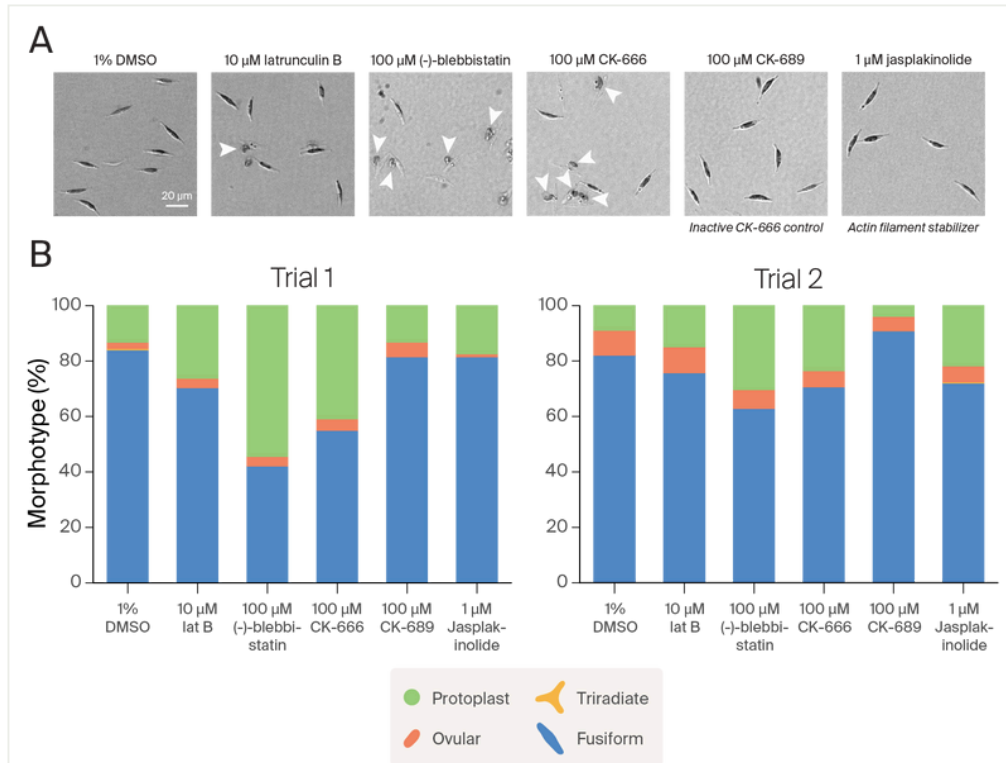 A
1% DMSO
10 µM latrunculin B
100 µM (-)-blebbistatin
100 µM CK-666
100 µM CK-689
1 µM jasplakinolide
20 µm
Inactive CK-666 control
Actin filament stabilizer
B
Trial 1
Trial 2
Morphotype (%)
100
80
60
40
20
0
1%
DMSO
10 µM
lat B
100 µM
(-)-blebbi-
statin
100 µM
CK-666
100 µM
CK-689
1 µM
Jasplak-
inolide
100
80
60
40
20
0
1%
DMSO
10 µM
lat B
100 µM
(-)-blebbi-
statin
100 µM
CK-666
100 µM
CK-689
1 µM
Jasplak-
inolide
Protoplast
Triradiate
Ovular
Fusiform